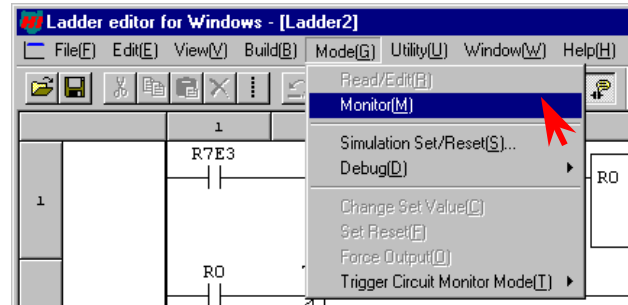 Ladder editor for Windows - [Ladder2]
File(F) Edit(E) View(V) Build(B) Mode(G) Utility(U) Window(W) Help(H)
Read/Edit(R)
Monitor(M)
Simulation Set/Reset(S)...
Debug(D)
Change Set Value(C)
Set Reset(F)
Force Output(O)
Trigger Circuit Monitor Mode(T)
1
R7E3
1
R0
R0